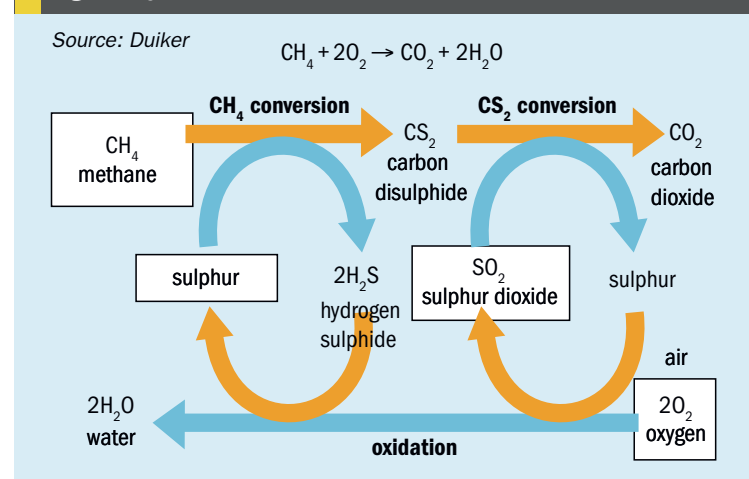 Source: Duiker
CH₄ + 2O₂ → CO₂ + 2H₂O
CH₄ conversion
CS₂ conversion
CH₄
methane
CS₂
carbon
disulphide
CO₂
carbon
dioxide
sulphur
2H₂S
hydrogen
sulphide
SO₂
sulphur dioxide
sulphur
air
2H₂O
water
oxidation
2O₂
oxygen